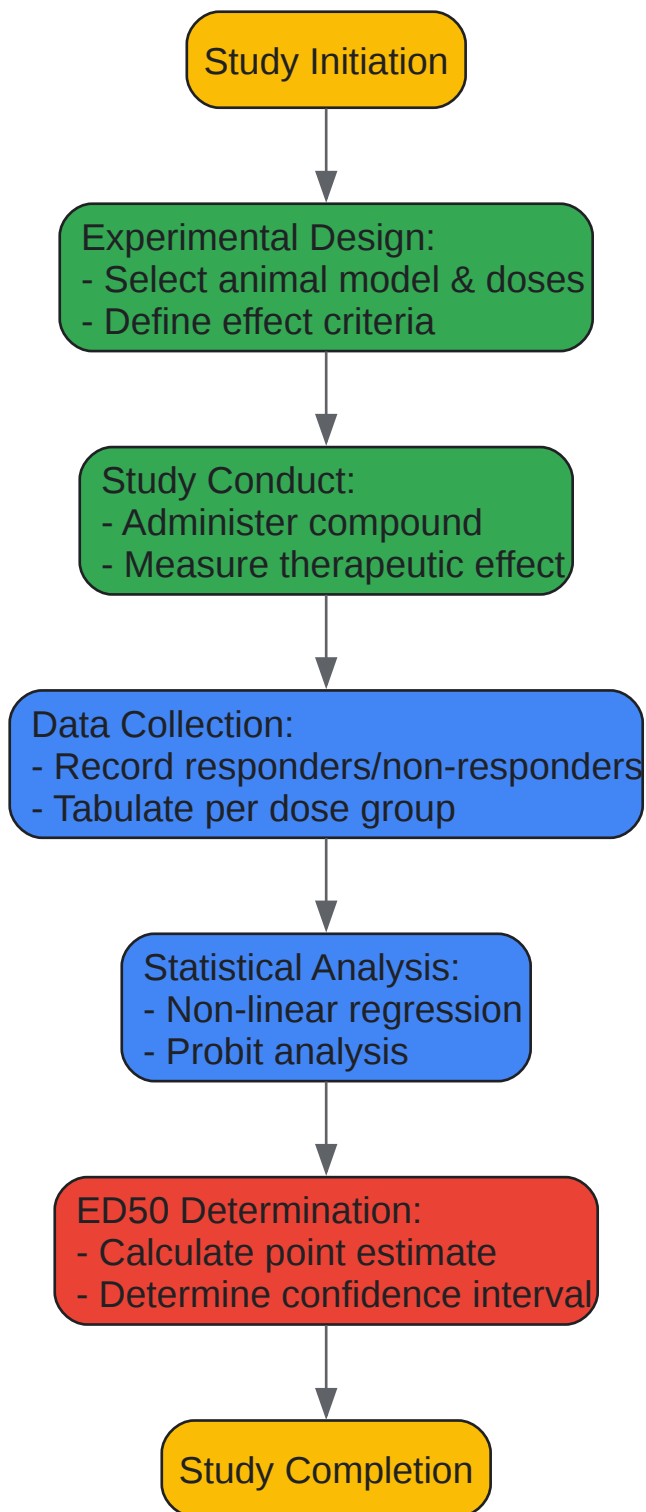 Study Initiation
Experimental Design:
- Select animal model & doses
- Define effect criteria
Study Conduct:
- Administer compound
- Measure therapeutic effect
Data Collection:
- Record responders/non-responders
- Tabulate per dose group
Statistical Analysis:
- Non-linear regression
- Probit analysis
ED50 Determination:
- Calculate point estimate
- Determine confidence interval
Study Completion